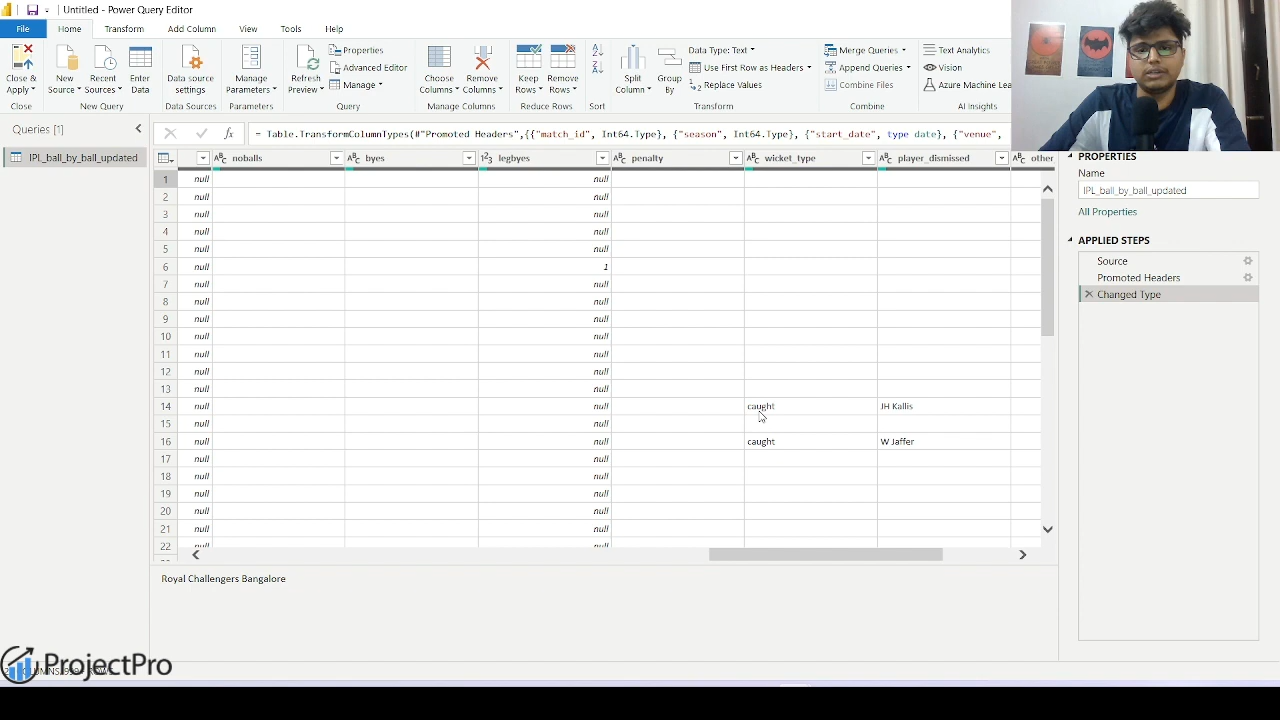 Untitled - Power Query Editor
File Home Transform Add Column View Tools Help
Close & Apply
New Source
Recent Sources
Enter Data
Data source settings
Manage Parameters
Refresh Preview
Properties
Advanced Editor
Manage
Choose Columns
Remove Columns
Keep Rows
Remove Rows
Split Column
Group by
Data Type: Text
Use First Row as Headers
Replace Values
Merge Queries
Append Queries
Combine Files
Text Analytics
Vision
Azure Machine Lea
Close New Query Data Sources Parameters Query Manage Columns Reduce Rows Sort Transform Combine AI Insights
Queries [1]
IPL_ball_by_ball_updated
= Table.TransformColumnTypes(#"Promoted Headers",{{"match_id", Int64.Type}, {"season", Int64.Type}, {"start_date", type date}, {"venue",
noballs byes legbyes penalty wicket_type player_dismissed other
1 null null
2 null null
3 null null
4 null null
5 null null
6 null 1
7 null null
8 null null
9 null null
10 null null
11 null null
12 null null
13 null null
14 null null caught JH Kallis
15 null null
16 null null caught W Jaffer
17 null null
18 null null
19 null null
20 null null
21 null null
22 null null
Royal Challengers Bangalore
PROPERTIES
Name
IPL_ball_by_ball_updated
All Properties
APPLIED STEPS
Source
Promoted Headers
Changed Type
ProjectPro